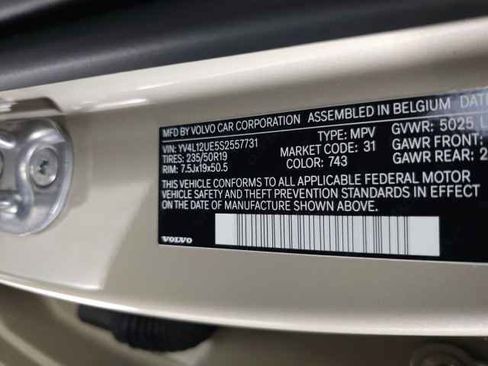 MFD BY VOLVO CAR CORPORATION ASSEMBLED IN BELGIUM
VIN: YV4L12UE5S2557731 TYPE: MPV GVWR: 5025
TIRES: 235/50R19 MARKET CODE: 31 GAWR FRONT:
RIM: 7.5Jx19x50.5 COLOR: 743 GAWR REAR: 2
THIS VEHICLE CONFORMS TO ALL APPLICABLE FEDERAL MOTOR
VEHICLE SAFETY AND THEFT PREVENTION STANDARDS IN EFFECT
ON THE DATE OF MANUFACTURE SHOWN ABOVE.
VOLVO